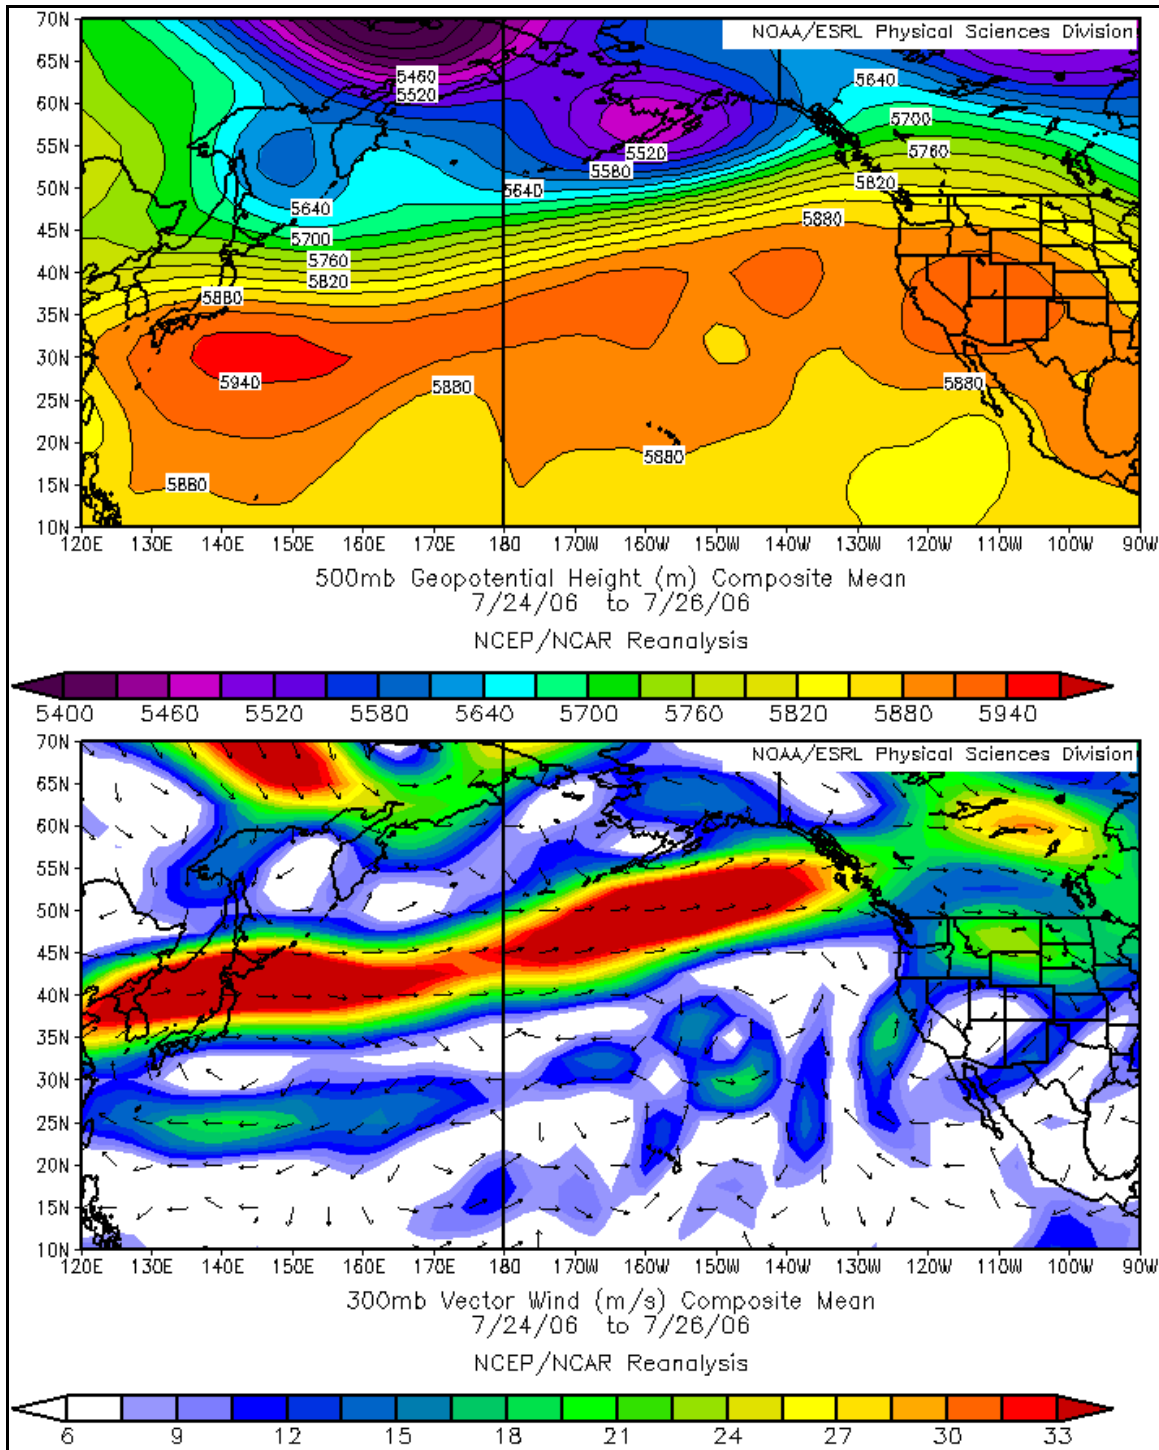 70N
NOAA/ESRL Physical Sciences Division
65N
5460
5640
5520
60N
5700
55N
5520
5760
5580
50N
5640
5820
5640
45N
5700
5880
5760
40N
5820
5880
35N
30N
5940
5880
5880
25N
20N
5880
15N
5880
10N
120E 130E 140E 150E 160E 170E 180 170W 160W 150W 140W 130W 120W 110W 100W 90W
500mb Geopotential Height (m) Composite Mean
7/24/06 to 7/26/06
NCEP/NCAR Reanalysis
5400 5460 5520 5580 5640 5700 5760 5820 5880 5940
70N
NOAA/ESRL Physical Sciences Division
65N
60N
55N
50N
45N
40N
35N
30N
25N
20N
15N
10N
120E 130E 140E 150E 160E 170E 180 170W 160W 150W 140W 130W 120W 110W 100W 90W
300mb Vector Wind (m/s) Composite Mean
7/24/06 to 7/26/06
NCEP/NCAR Reanalysis
6 9 12 15 18 21 24 27 30 33